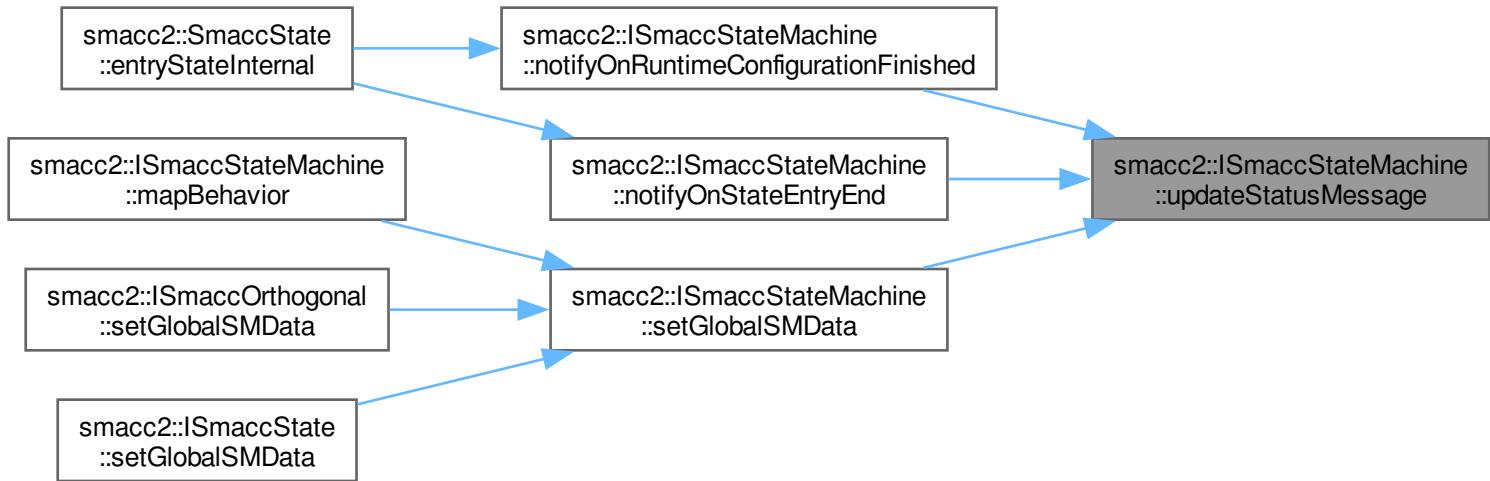 smacc2::SmaccState
::entryStateInternal
smacc2::ISmaccStateMachine
::notifyOnRuntimeConfigurationFinished
smacc2::ISmaccStateMachine
::mapBehavior
smacc2::ISmaccStateMachine
::notifyOnStateEntryEnd
smacc2::ISmaccStateMachine
::updateStatusMessage
smacc2::ISmaccOrthogonal
::setGlobalSMData
smacc2::ISmaccStateMachine
::setGlobalSMData
smacc2::ISmaccState
::setGlobalSMData